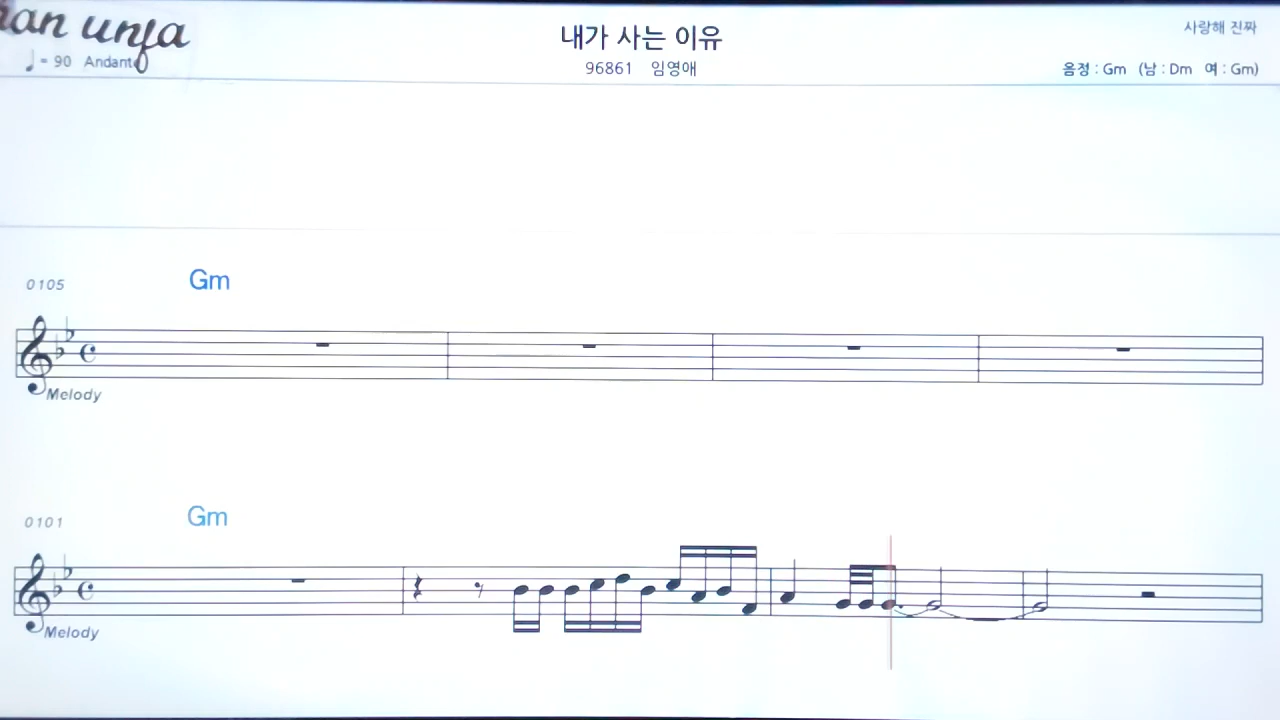 unja
내가 사는 이유
사랑해 진짜
♩ = 90 Andante
96861 임영애
음정 : Gm (남 : Dm 여 : Gm)
0105 Gm
Melody
0101 Gm
Melody